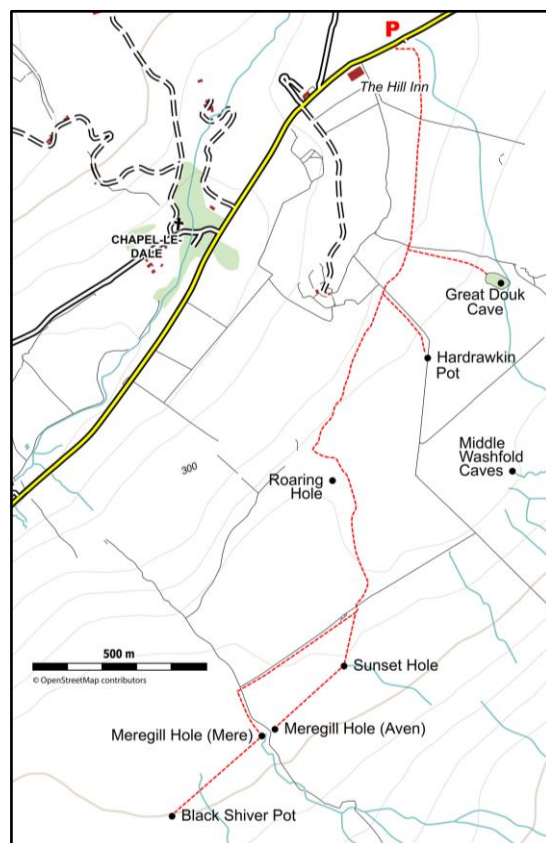 P
The Hill Inn
CHAPEL-LE-
DALE
Great Douk
Cave
Hardrawkin
Pot
Middle
Washfold
Caves
300
Roaring
Hole
500 m
© OpenStreetMap contributors
Sunset Hole
Meregill Hole (Aven)
Meregill Hole (Mere)
Black Shiver Pot